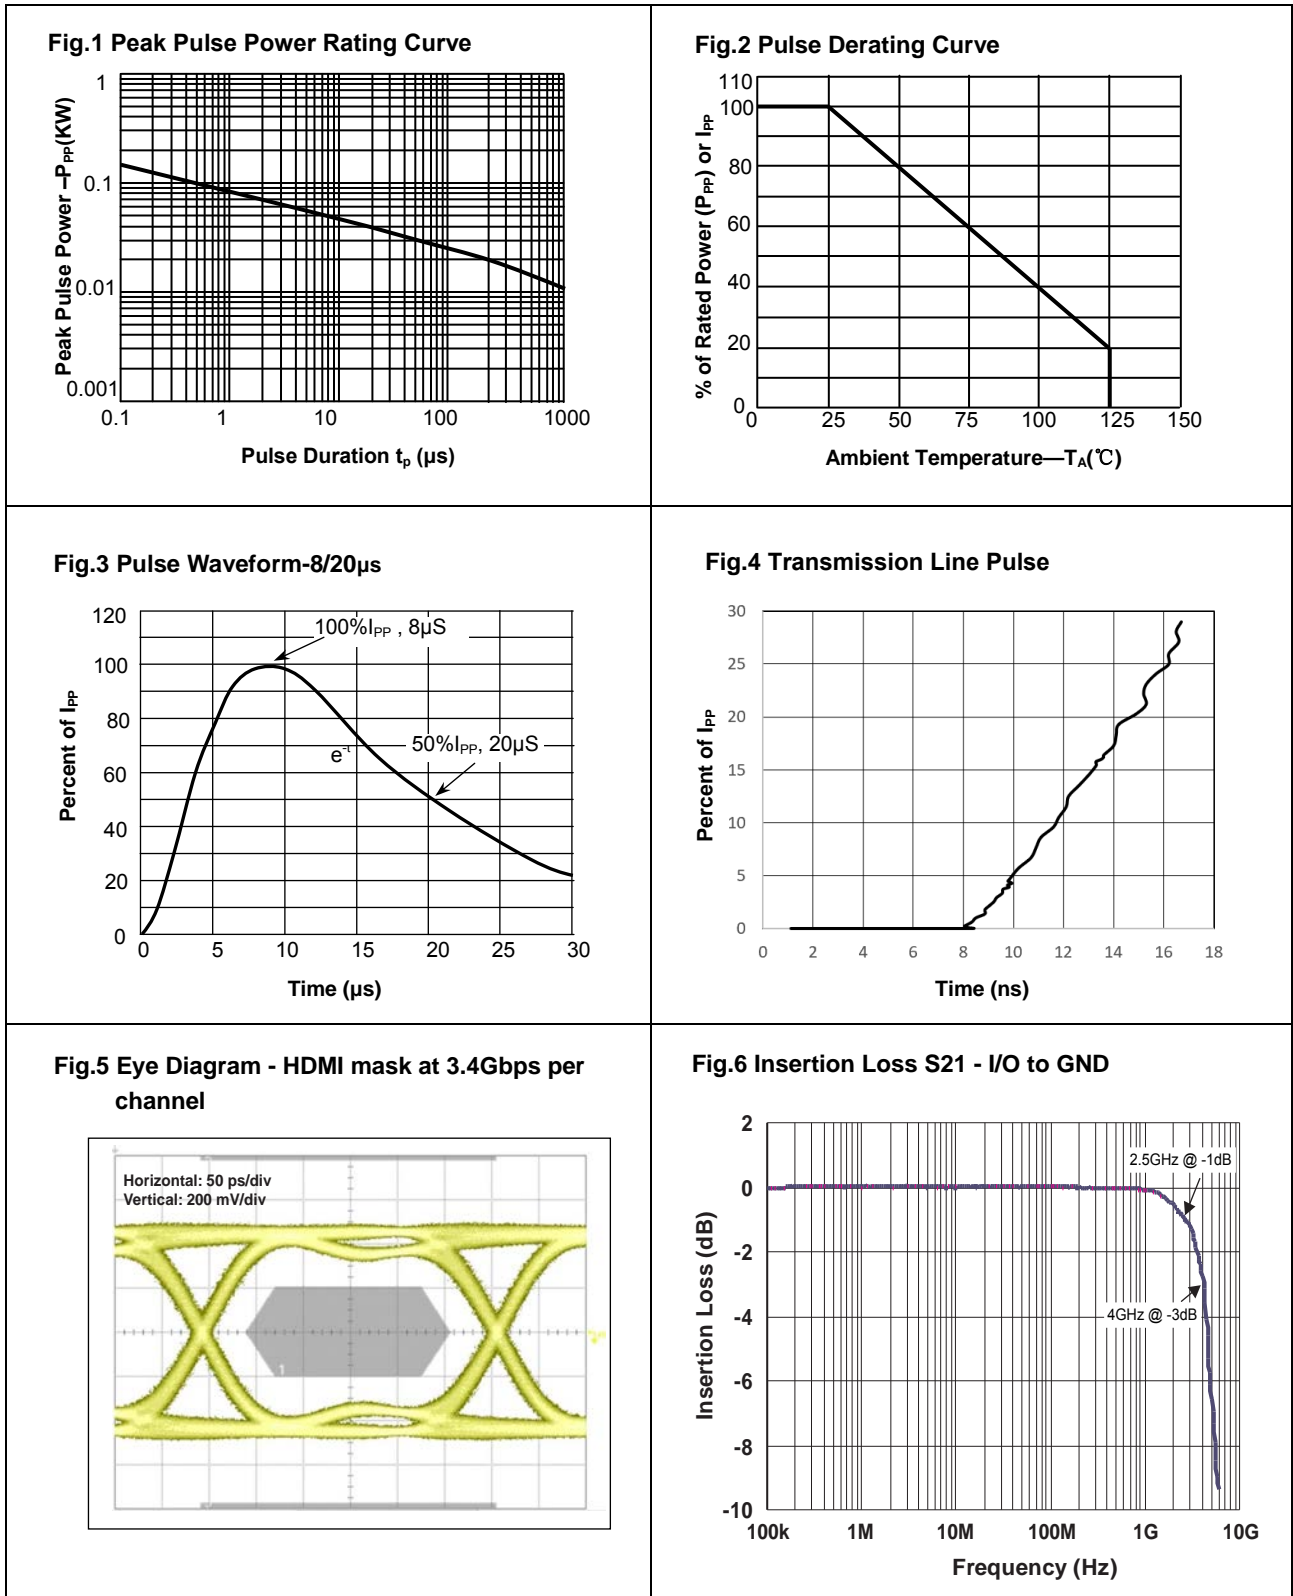 Fig.1 Peak Pulse Power Rating Curve
Peak Pulse Power –PPP(KW)
1
0.1
0.01
0.001
0.1 1 10 100 1000
Pulse Duration tp (μs)
Fig.2 Pulse Derating Curve
% of Rated Power (PPP) or IPP
110
100
80
60
40
20
0
0 25 50 75 100 125 150
Ambient Temperature—TA(℃)
Fig.3 Pulse Waveform-8/20μs
Percent of IPP
120
100
80
60
40
20
0
100%IPP , 8μS
e-t
50%IPP, 20μS
0 5 10 15 20 25 30
Time (μs)
Fig.4 Transmission Line Pulse
Percent of IPP
30
25
20
15
10
5
0
0 2 4 6 8 10 12 14 16 18
Time (ns)
Fig.5 Eye Diagram - HDMI mask at 3.4Gbps per
channel
Horizontal: 50 ps/div
Vertical: 200 mV/div
1
Fig.6 Insertion Loss S21 - I/O to GND
Insertion Loss (dB)
2
0
-2
-4
-6
-8
-10
2.5GHz @ -1dB
4GHz @ -3dB
100k 1M 10M 100M 1G 10G
Frequency (Hz)